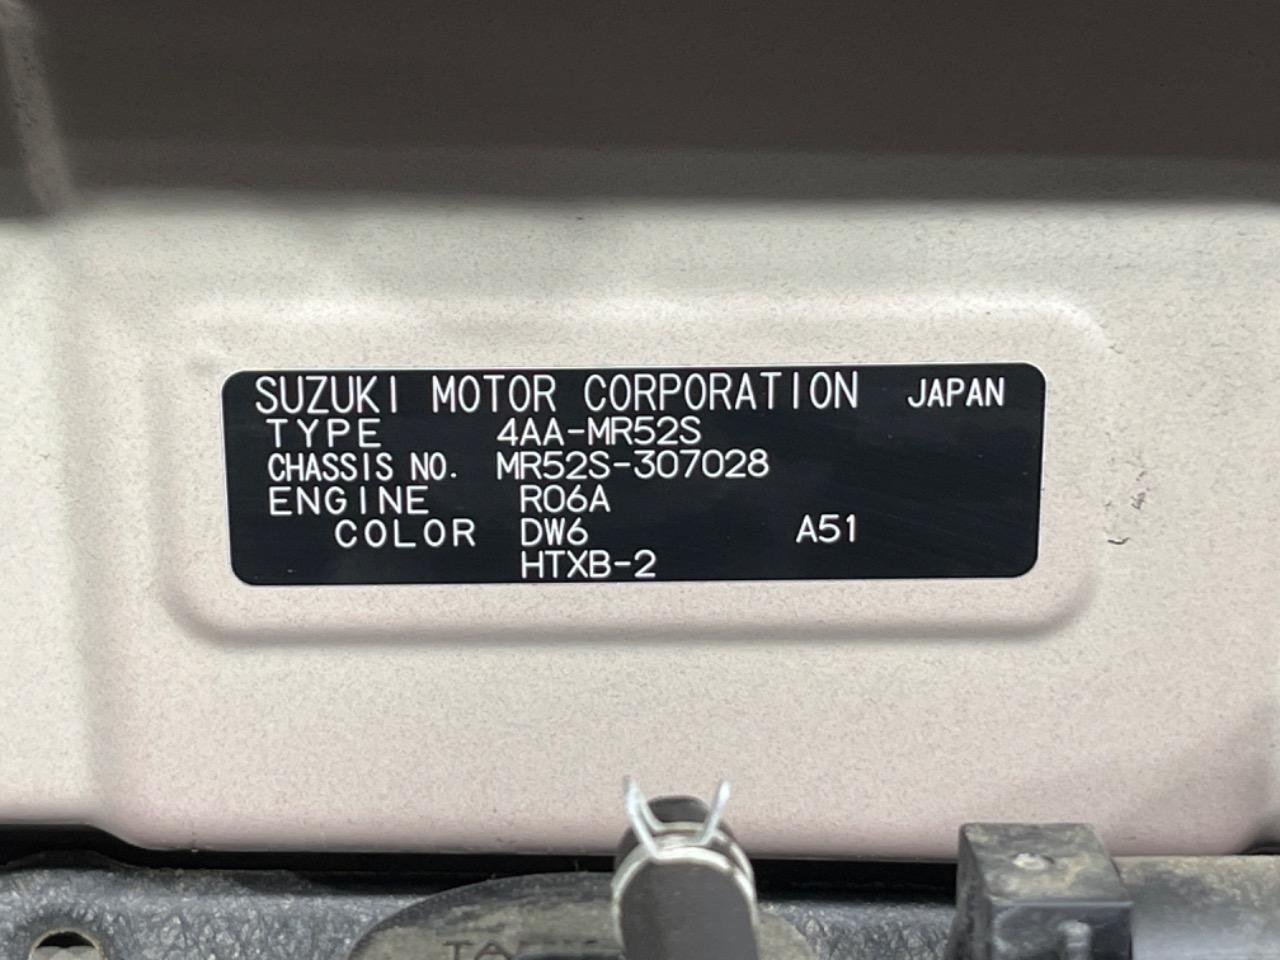 SUZUKI MOTOR CORPORATION JAPAN
TYPE 4AA-MR52S
CHASSIS NO. MR52S-307028
ENGINE R06A
COLOR DW6 A51
HTXB-2